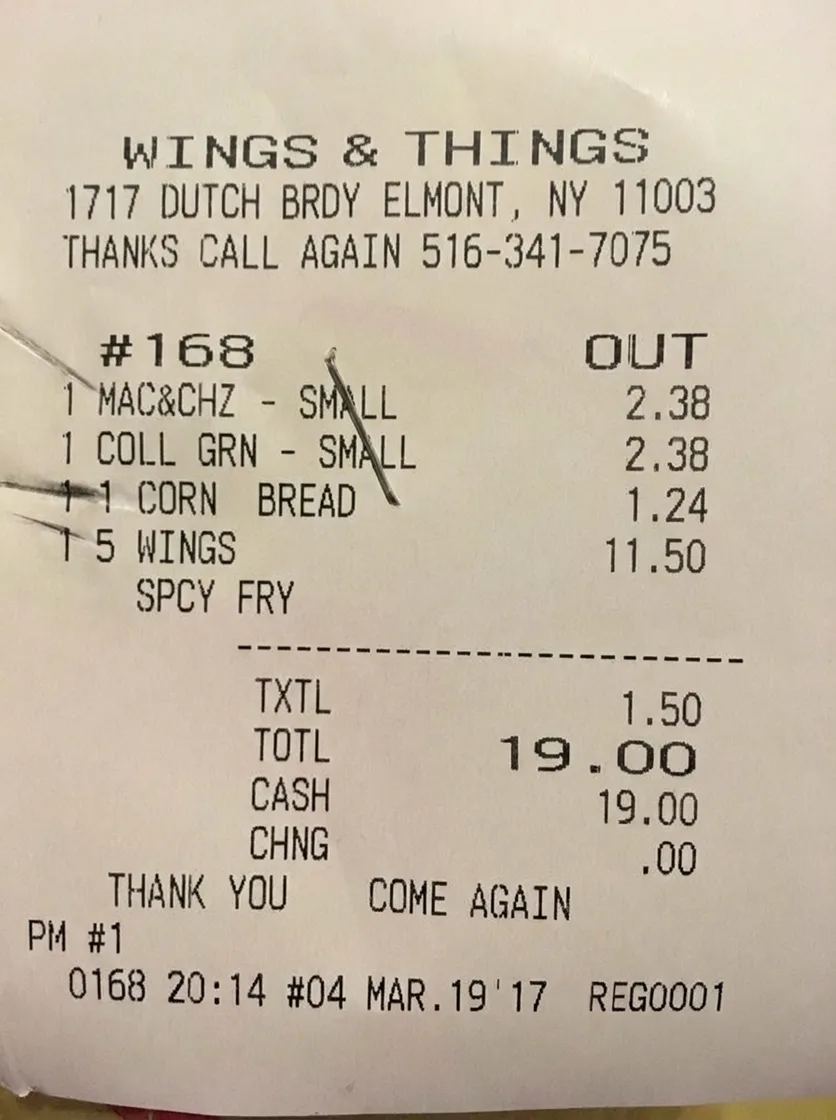 WINGS & THINGS
1717 DUTCH BRDY ELMONT, NY 11003
THANKS CALL AGAIN 516-341-7075
#168 OUT
1 MAC&CHZ - SMALL 2.38
1 COLL GRN - SMALL 2.38
1 1 CORN BREAD 1.24
1 5 WINGS 11.50
SPCY FRY
--------------------------
TXTL 1.50
TOTL 19.00
CASH 19.00
CHNG .00
THANK YOU COME AGAIN
PM #1
0168 20:14 #04 MAR.19'17 REG0001